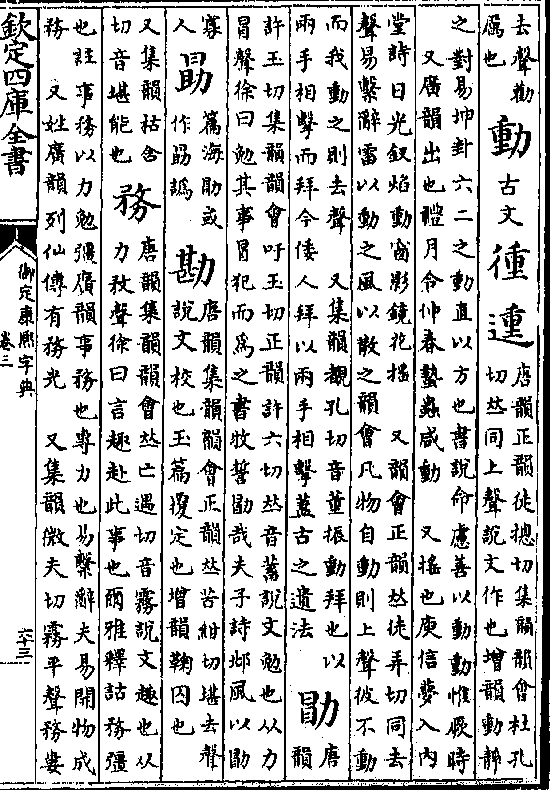 去聲勸
厲也
動古文徸𨔝
唐韻正韻徒摠切集韻韻會杜孔
切𠀤同上聲說文作也增韻動靜
之對易坤卦六二之動直以方也書說命慮善以動動惟厥時
又廣韻出也禮月令仲春蟄蟲咸動 又搖也庾信夢入內
堂詩日光釵焰動窗影鏡花搖 又韻會正韻𠀤徒弄切同去
聲易繫辭雷以動之風以散之韻會凡物自動則上聲彼不動
而我動之則去聲 又集韻覩孔切音董振動拜也以
兩手相擊而拜今倭人拜以兩手相擊蓋古之遺法
勖
唐
韻
許玉切集韻韻會吁玉切正韻許六切𠀤音蓄說文勉也从力
冒聲徐曰勉其事冒犯而爲之書牧誓勖哉夫子詩邶風以勖
寡
人
勗
篇海勖或
作勗譌
勘
唐韻集韻韻會正韻𠀤苦紺切堪去聲
說文校也玉篇覆定也增韻鞠囚也
又集韻枯含
切音堪能也
務
唐韻集韻韻會𠀤亡遇切音霧說文趣也从
力敄聲徐曰言趣赴此事也爾雅釋詁務彊
也註事務以力勉彊廣韻事務也專力也易繫辭夫易開物成
務 又姓廣韻列仙傳有務光 又集韻微夫切霧平聲務婁
欽定四庫全書
御定康熙字典
卷三
六十三